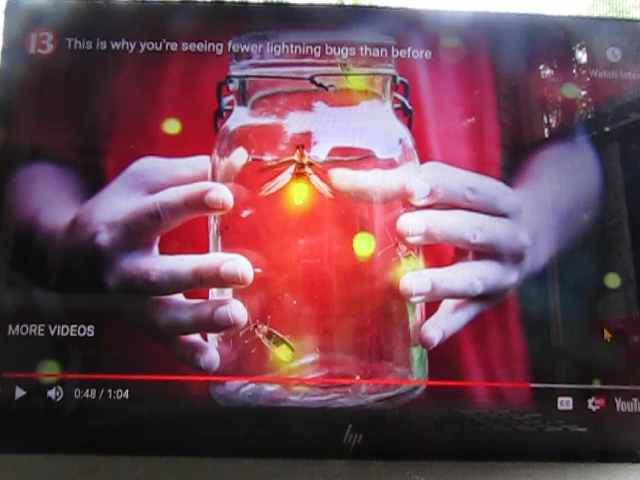 13 This is why you're seeing fewer lightning bugs than before
Watch later
MORE VIDEOS
0:48 / 1:04
CC
YouTu
hp